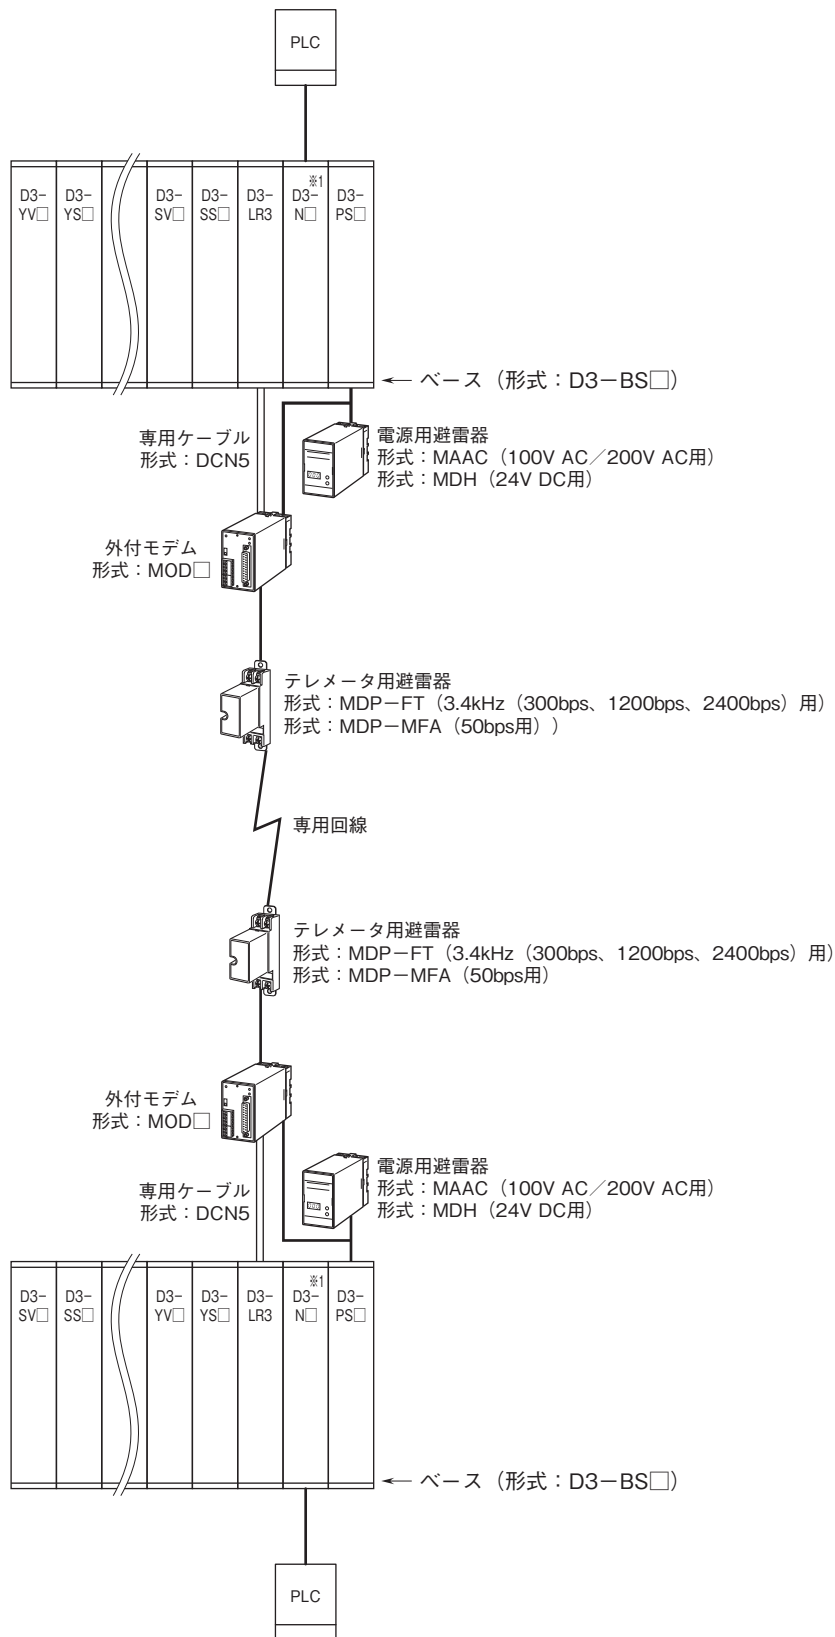 PLC
※1
D3-
YV□
D3-
YS□
D3-
SV□
D3-
SS□
D3-
LR3
D3-
N□
D3-
PS□
← ベース（形式：D3－BS□）
専用ケーブル
形式：DCN5
電源用避雷器
形式：MAAC（100V AC／200V AC用）
形式：MDH（24V DC用）
外付モデム
形式：MOD□
テレメータ用避雷器
形式：MDP－FT（3.4kHz（300bps、1200bps、2400bps）用）
形式：MDP－MFA（50bps用））
専用回線
テレメータ用避雷器
形式：MDP－FT（3.4kHz（300bps、1200bps、2400bps）用）
形式：MDP－MFA（50bps用）
外付モデム
形式：MOD□
電源用避雷器
形式：MAAC（100V AC／200V AC用）
形式：MDH（24V DC用）
専用ケーブル
形式：DCN5
※1
D3-
SV□
D3-
SS□
D3-
YV□
D3-
YS□
D3-
LR3
D3-
N□
D3-
PS□
← ベース（形式：D3－BS□）
PLC